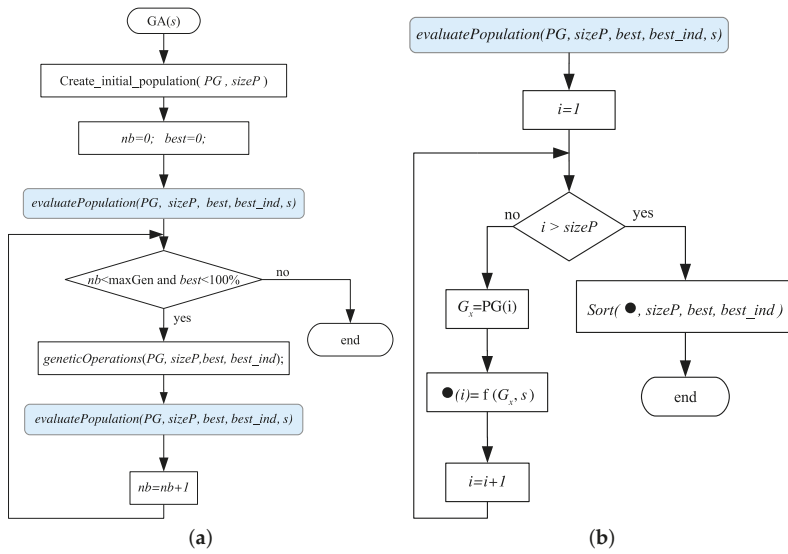 GA(s)
Create_initial_population( PG , sizeP )
nb=0; best=0;
evaluatePopulation(PG, sizeP, best, best_ind, s)
nb<maxGen and best<100%
no
yes
end
geneticOperations(PG, sizeP,best, best_ind);
evaluatePopulation(PG, sizeP, best, best_ind, s)
nb=nb+1
(a)
evaluatePopulation(PG, sizeP, best, best_ind, s)
i=1
i > sizeP
no
yes
Gx=PG(i)
●(i)= f (Gx, s )
i=i+1
Sort( ●, sizeP, best, best_ind )
end
(b)